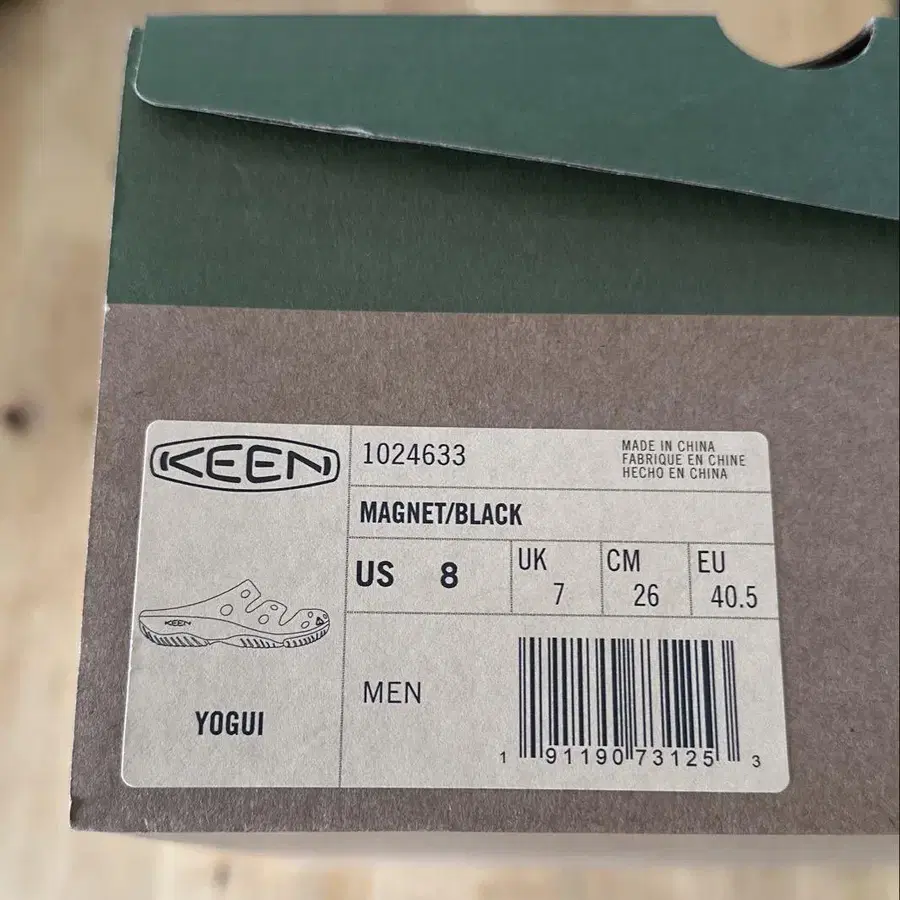 KEEN
1024633
MADE IN CHINA
FABRIQUE EN CHINE
HECHO EN CHINA
MAGNET/BLACK
US 8
UK 7
CM 26
EU 40.5
KEEN
YOGUI
MEN
1 91190 73125 3